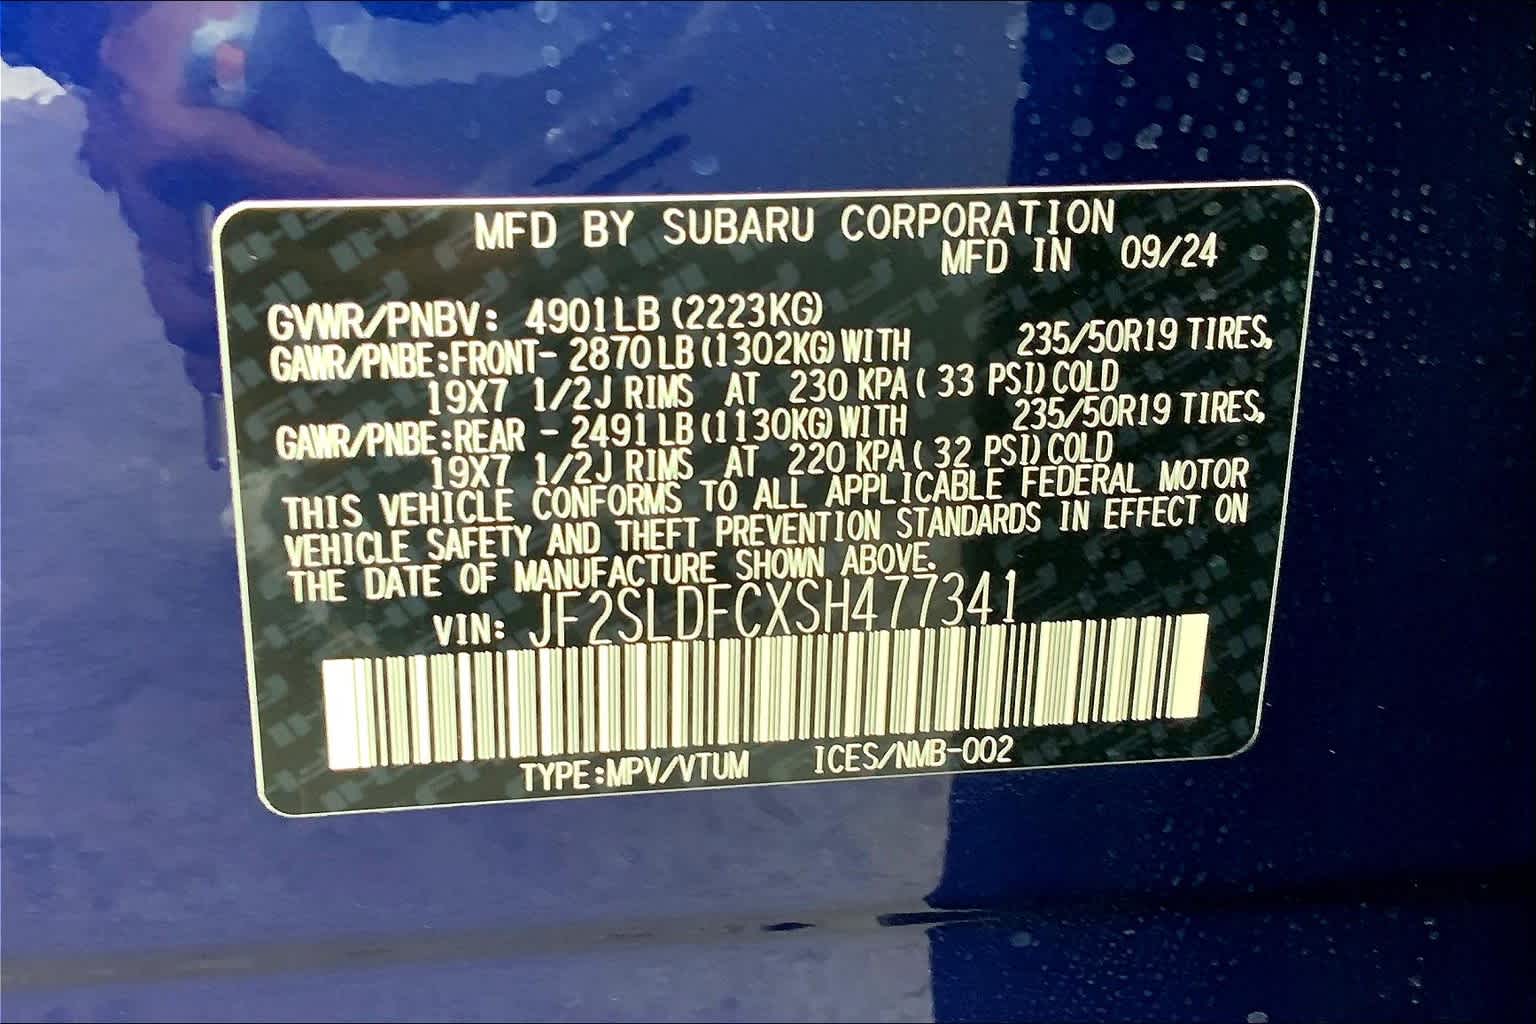 MFD BY SUBARU CORPORATION
MFD IN 09/24
GVWR/PNBV: 4901LB (2223KG)
GAWR/PNBE:FRONT- 2870LB (1302KG) WITH 235/50R19 TIRES,
19X7 1/2J RIMS AT 230 KPA ( 33 PSI) COLD
GAWR/PNBE:REAR - 2491LB (1130KG) WITH 235/50R19 TIRES,
19X7 1/2J RIMS AT 220 KPA ( 32 PSI) COLD
THIS VEHICLE CONFORMS TO ALL APPLICABLE FEDERAL MOTOR
VEHICLE SAFETY AND THEFT PREVENTION STANDARDS IN EFFECT ON
THE DATE OF MANUFACTURE SHOWN ABOVE.
VIN: JF2SLDFCXSH477341
TYPE:MPV/VTUM ICES/NMB-002